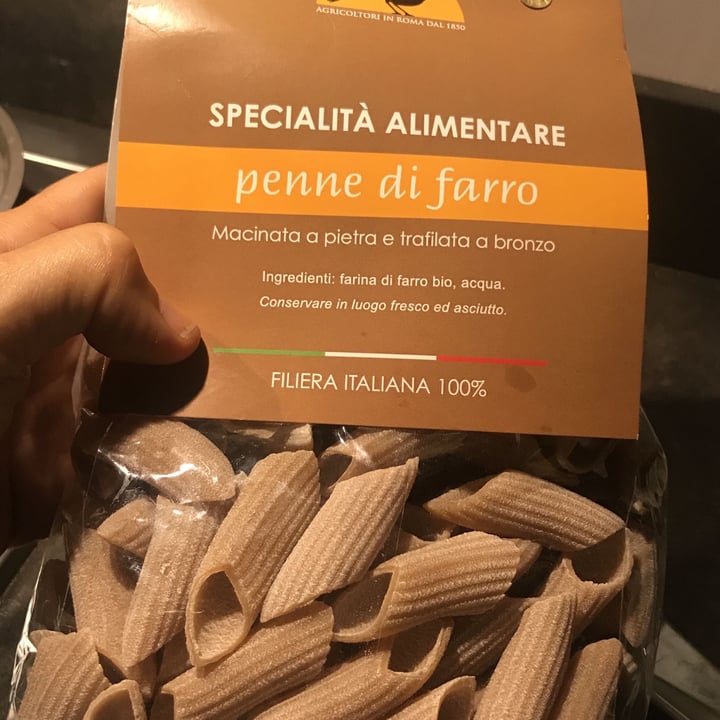 AGRICOLTORI IN ROMA DAL 1850
SPECIALITÀ ALIMENTARE
penne di farro
Macinata a pietra e trafilata a bronzo
Ingredienti: farina di farro bio, acqua.
Conservare in luogo fresco ed asciutto.
FILIERA ITALIANA 100%